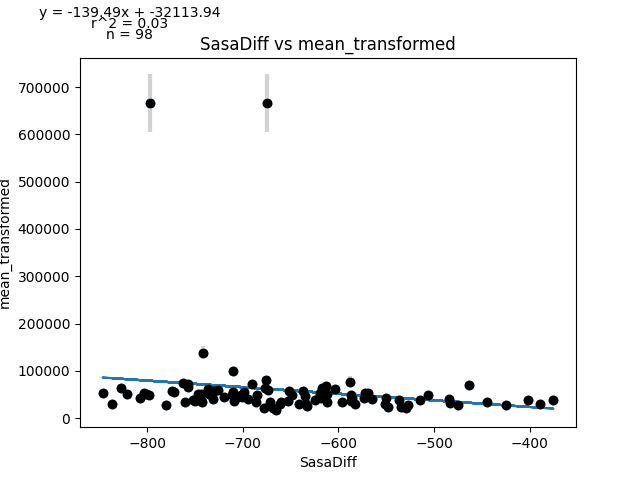 y = -139.49x + -32113.94
r^2 = 0.03
n = 98
SasaDiff vs mean_transformed
700000
600000
500000
400000
300000
200000
100000
0
mean_transformed
−800
−700
−600
−500
−400
SasaDiff